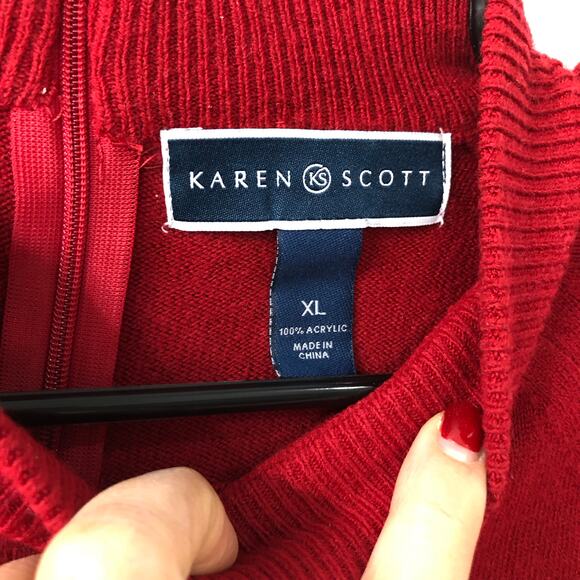 KAREN KS SCOTT
XL
100% ACRYLIC
MADE IN
CHINA